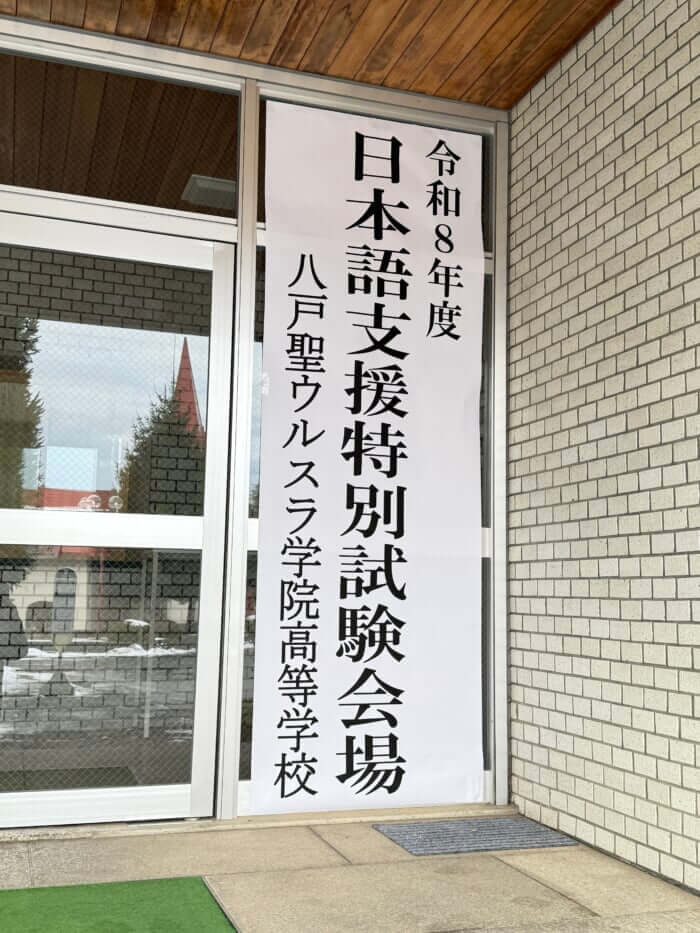 令和8年度
日本語支援特別試験会場
八戸聖ウルスラ学院高等学校